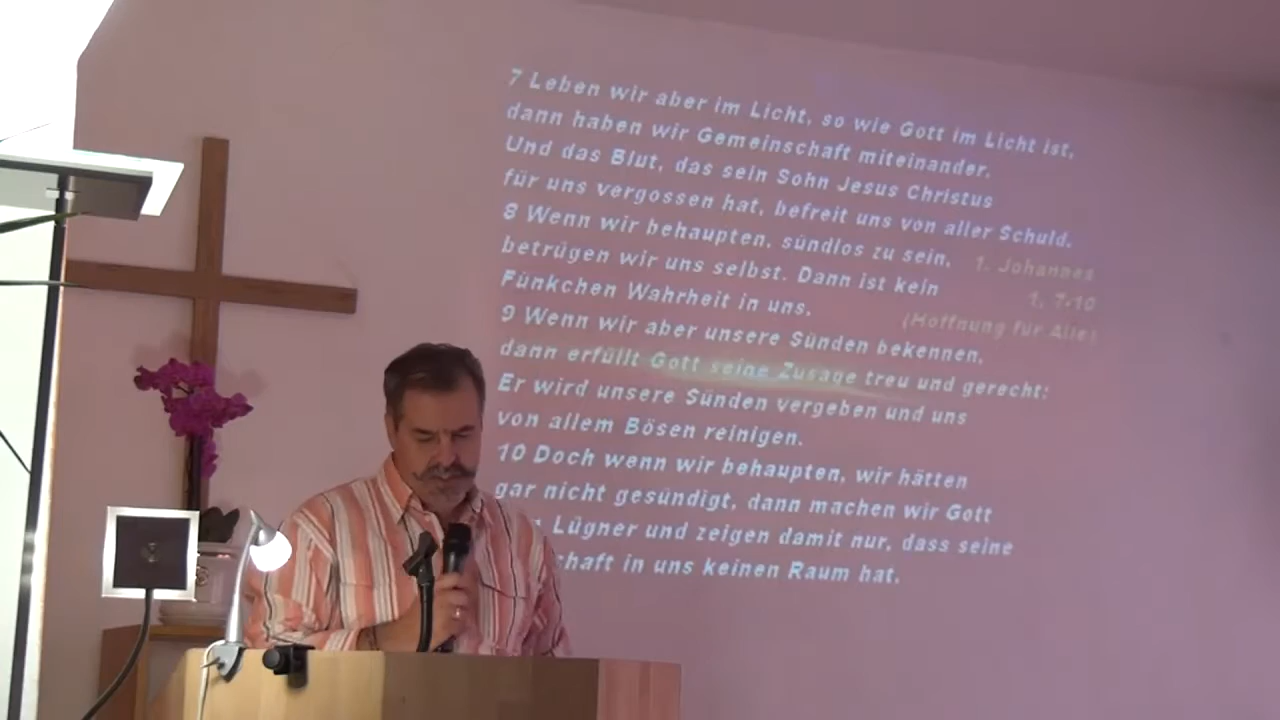 7 Leben wir aber im Licht, so wie Gott im Licht ist,
dann haben wir Gemeinschaft miteinander.
Und das Blut, das sein Sohn Jesus Christus
für uns vergossen hat, befreit uns von aller Schuld.
8 Wenn wir behaupten, sündlos zu sein,
betrügen wir uns selbst. Dann ist kein
Fünkchen Wahrheit in uns.
9 Wenn wir aber unsere Sünden bekennen,
dann erfüllt Gott seine Zusage treu und gerecht:
Er wird unsere Sünden vergeben und uns
von allem Bösen reinigen.
10 Doch wenn wir behaupten, wir hätten
gar nicht gesündigt, dann machen wir Gott
Lügner und zeigen damit nur, dass seine
schaft in uns keinen Raum hat.
1. Johannes
1, 7-10
(Hoffnung für Alle)